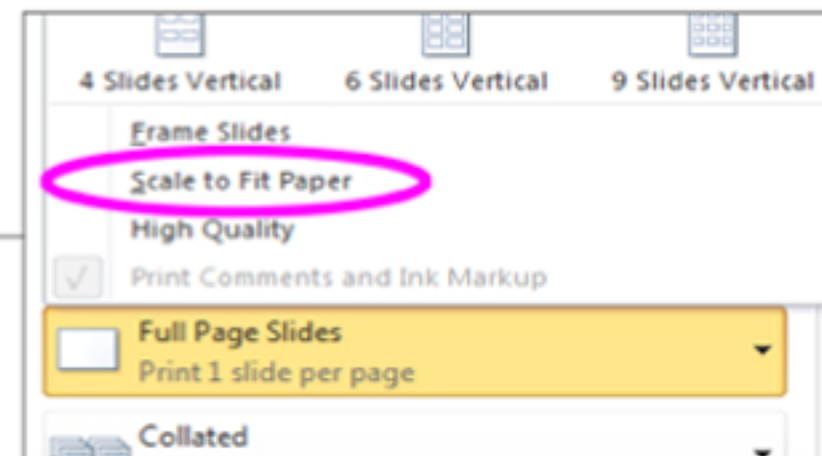 4 Slides Vertical 6 Slides Vertical 9 Slides Vertical
Frame Slides
Scale to Fit Paper
High Quality
Print Comments and Ink Markup
Full Page Slides
Print 1 slide per page
Collated